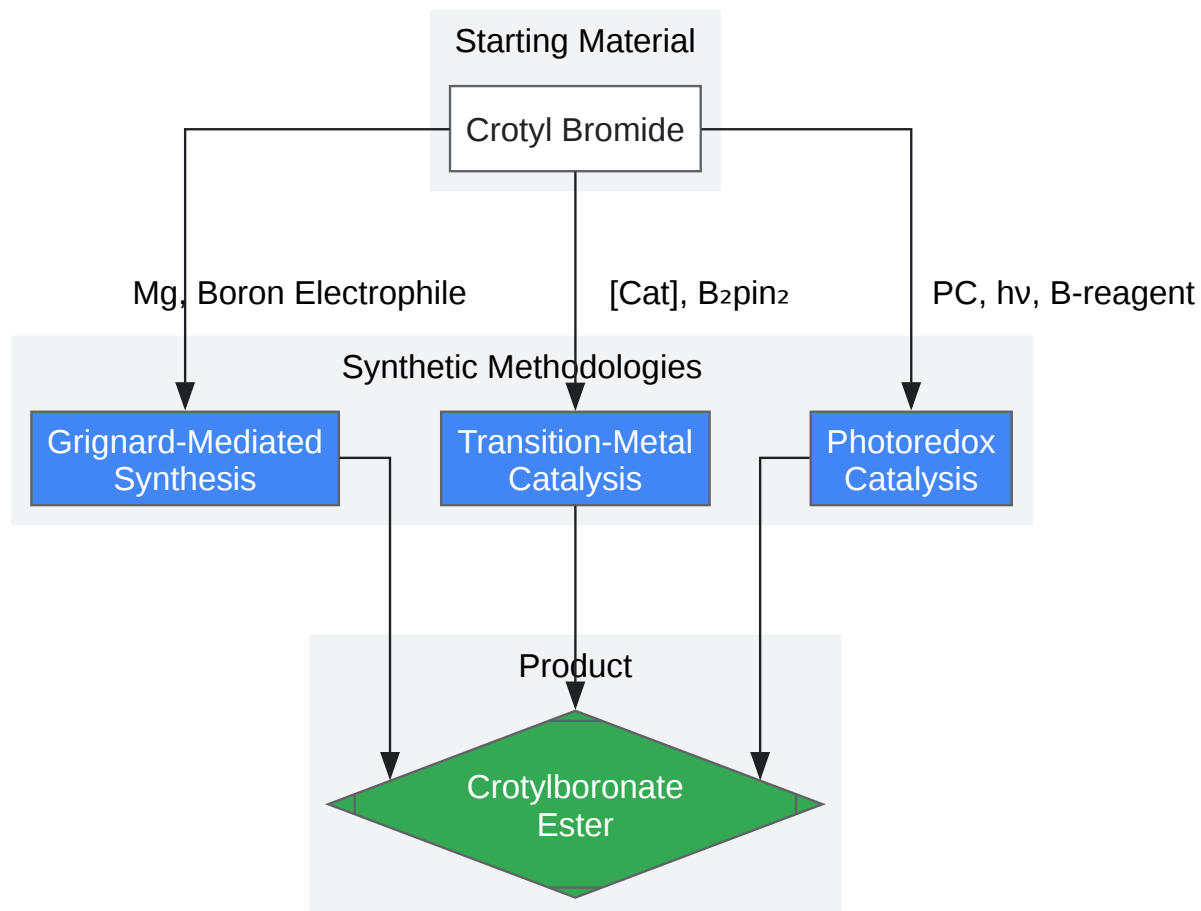 Starting Material
Crotyl Bromide
Mg, Boron Electrophile
[Cat], B₂pin₂
PC, hν, B-reagent
Synthetic Methodologies
Grignard-Mediated
Synthesis
Transition-Metal
Catalysis
Photoredox
Catalysis
Product
Crotylboronate
Ester